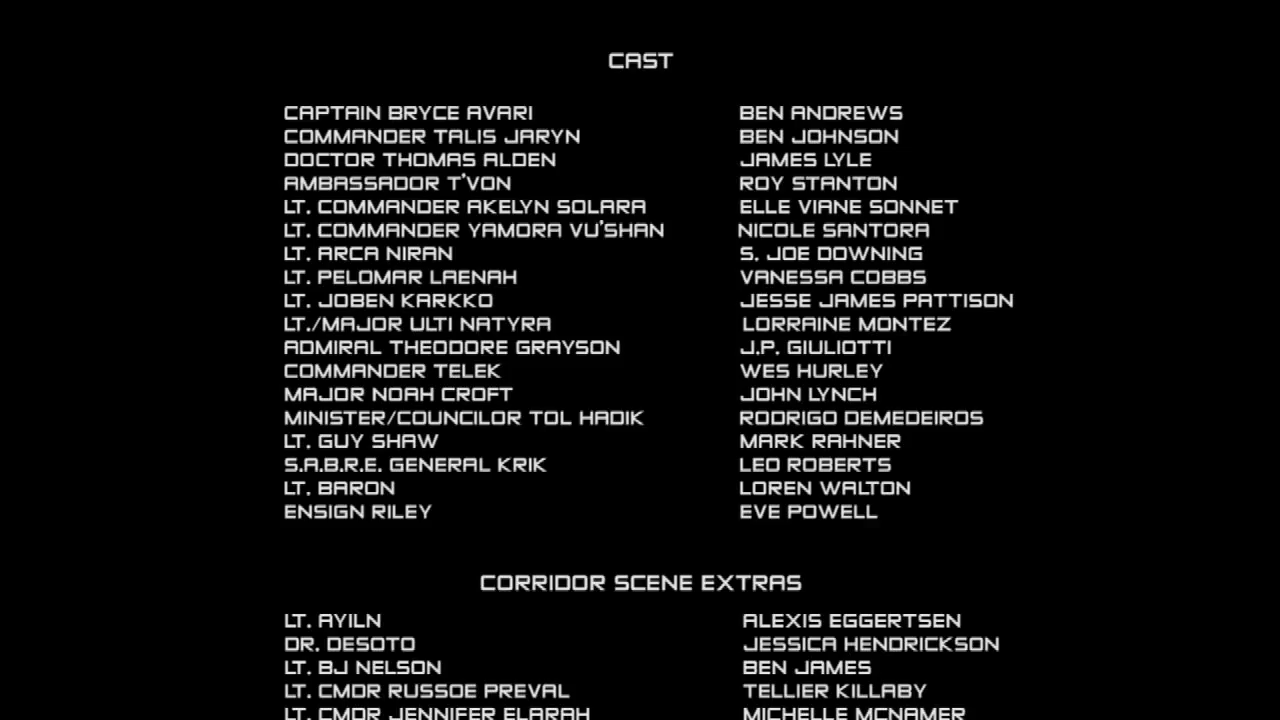 CAST
CAPTAIN BRYCE AVARI BEN ANDREWS
COMMANDER TALIS JARYN BEN JOHNSON
DOCTOR THOMAS ALDEN JAMES LYLE
AMBASSADOR T'VON ROY STANTON
LT. COMMANDER AKELYN SOLARA ELLE VIANE SONNET
LT. COMMANDER YAMORA VU'SHAN NICOLE SANTORA
LT. ARCA NIRAN S. JOE DOWNING
LT. PELOMAR LAENAH VANESSA COBBS
LT. JOBEN KARKKO JESSE JAMES PATTISON
LT./MAJOR ULTI NATYRA LORRAINE MONTEZ
ADMIRAL THEODORE GRAYSON J.P. GIULIOTTI
COMMANDER TELEK WES HURLEY
MAJOR NOAH CROFT JOHN LYNCH
MINISTER/COUNCILOR TOL HADIK RODRIGO DEMEDEIROS
LT. GUY SHAW MARK RAHNER
S.A.B.R.E. GENERAL KRIK LEO ROBERTS
LT. BARON LOREN WALTON
ENSIGN RILEY EVE POWELL
CORRIDOR SCENE EXTRAS
LT. AYILN ALEXIS EGGERTSEN
DR. DESOTO JESSICA HENDRICKSON
LT. BJ NELSON BEN JAMES
LT. CMDR RUSSOE PREVAL TELLIER KILLABY
LT. CMDR JENNIFER ELARAH MICHELLE MCNAMER